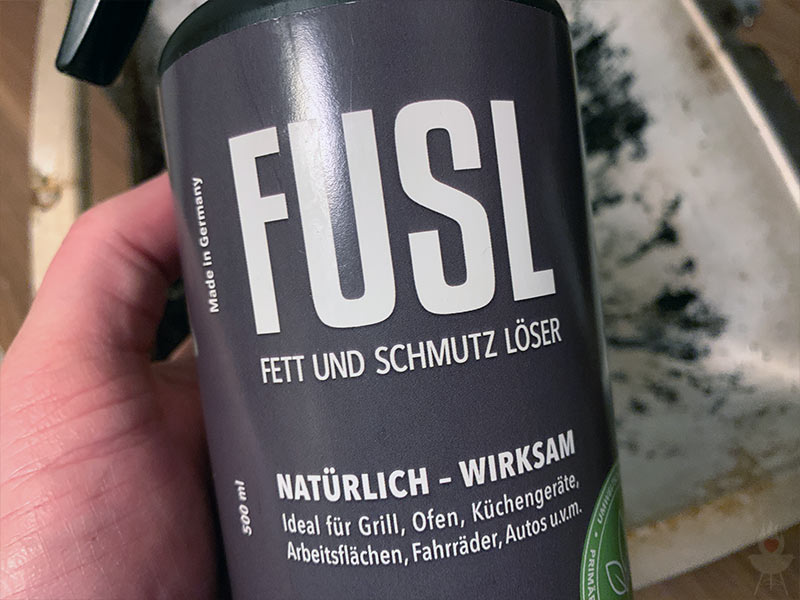 FUSL
FETT UND SCHMUTZ LÖSER
Made in Germany
NATÜRLICH – WIRKSAM
Ideal für Grill, Ofen, Küchengeräte,
Arbeitsflächen, Fahrräder, Autos u.v.m.
500 ml